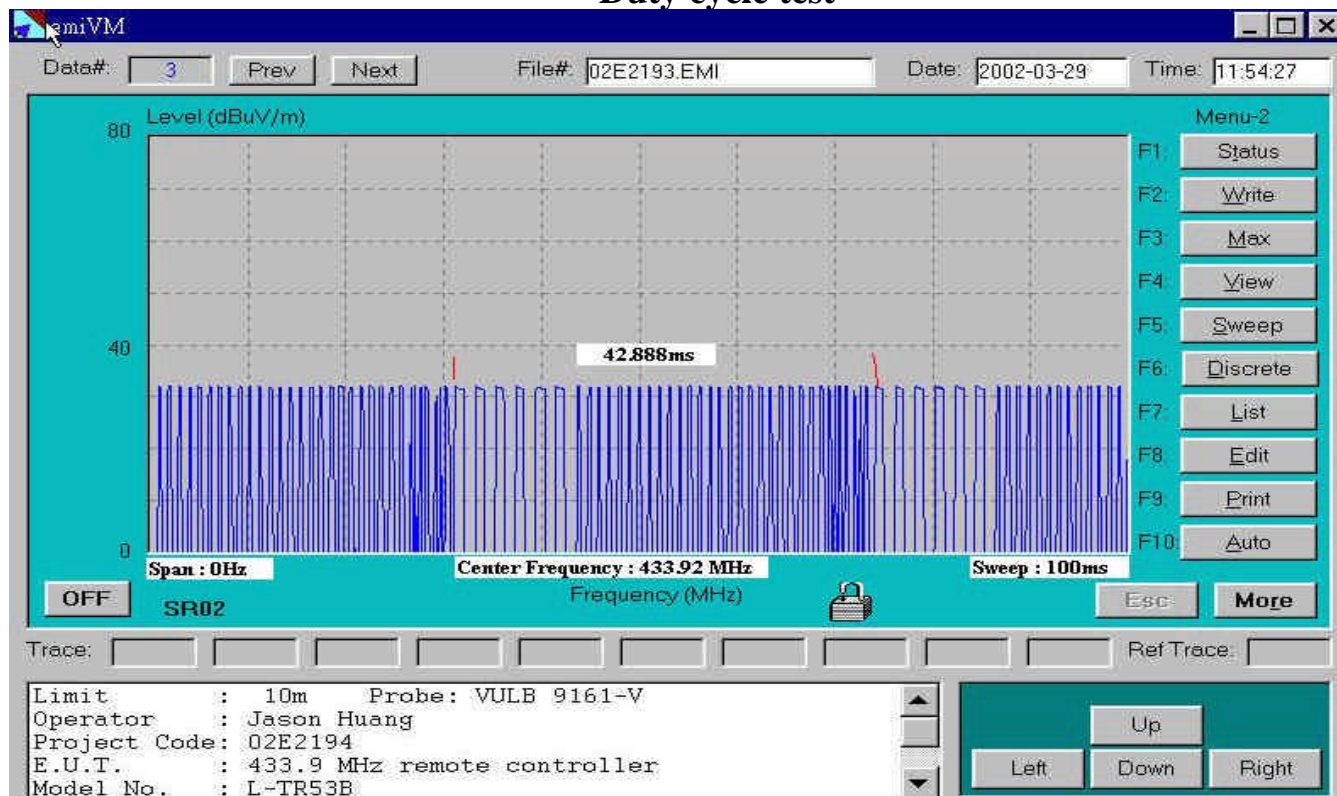 Duty cycle test
emiVM
Data#: 3 Prev Next File#: 02E2193.EMI Date: 2002-03-29 Time: 11:54:27
Level (dBuV/m) Menu-2
80
F1: Status
F2: Write
F3: Max
F4: View
F5: Sweep
40 42.888ms
F6: Discrete
F7: List
F8: Edit
F9: Print
0
F10: Auto
Span : 0Hz Center Frequency : 433.92 MHz Sweep : 100ms
OFF SR02 Frequency (MHz) Esc More
Trace: Ref Trace:
Limit : 10m Probe: VULB 9161-V
Operator : Jason Huang
Project Code: 02E2194
E.U.T. : 433.9 MHz remote controller
Model No. : L-TR53B
Up
Left Down Right